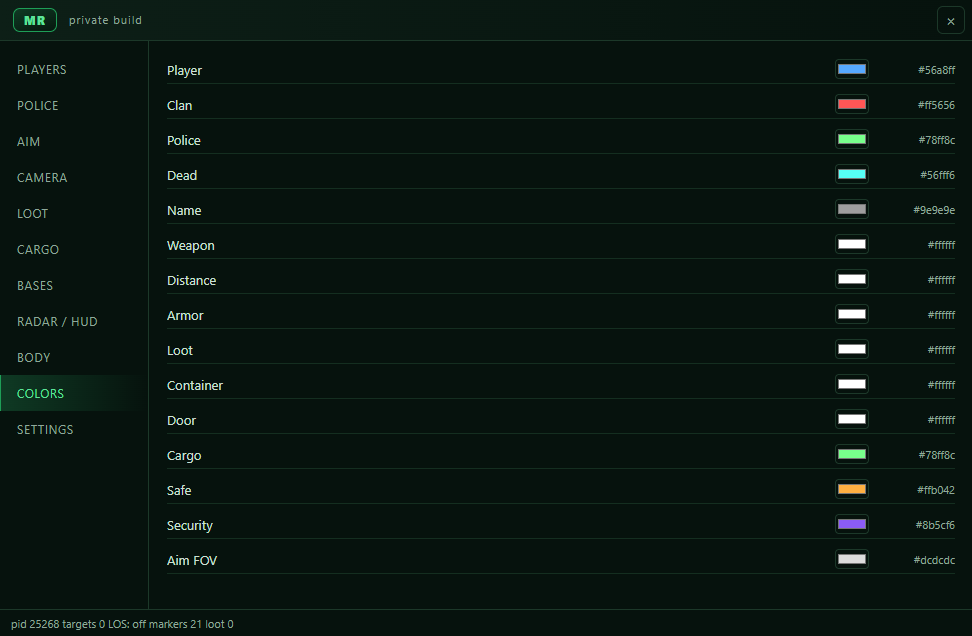 MR private build ×
PLAYERS
POLICE
AIM
CAMERA
LOOT
CARGO
BASES
RADAR / HUD
BODY
COLORS
SETTINGS
Player #56a8ff
Clan #ff5656
Police #78ff8c
Dead #56fff6
Name #9e9e9e
Weapon #ffffff
Distance #ffffff
Armor #ffffff
Loot #ffffff
Container #ffffff
Door #ffffff
Cargo #78ff8c
Safe #ffb042
Security #8b5cf6
Aim FOV #dcdcdc
pid 25268 targets 0 LOS: off markers 21 loot 0